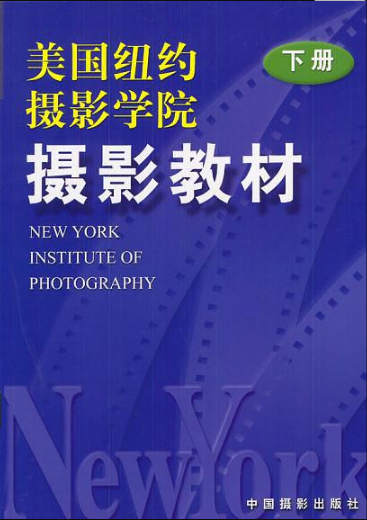 美国纽约
下册
摄影学院
摄影教材
NEW YORK
INSTITUTE OF
PHOTOGRAPHY
New York
中国摄影出版社